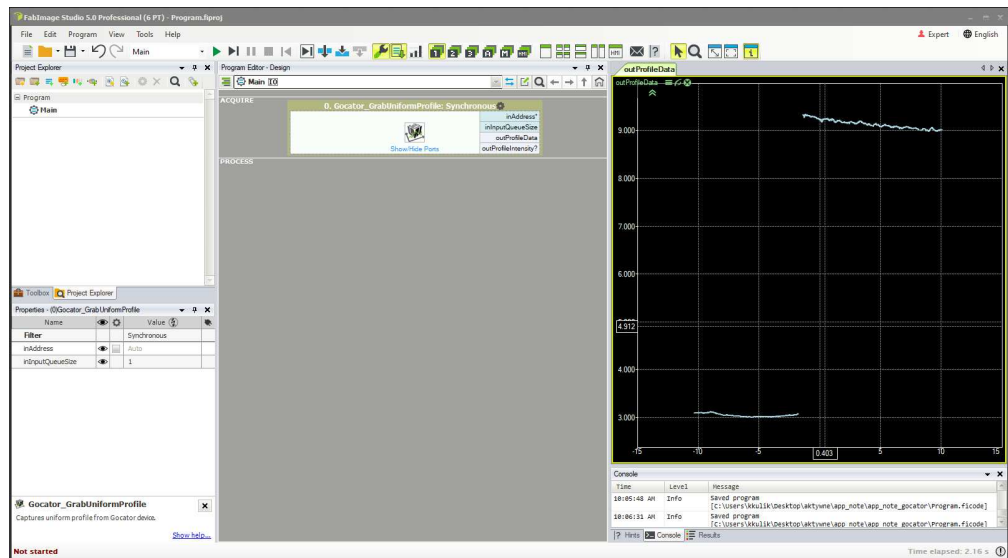 FabImage Studio 5.0 Professional (6 PT) - Program.fiproj
File Edit Program View Tools Help
Expert English
Main
HMI
Project Explorer
Program
Main
Toolbox Project Explorer
Properties - (0)Gocator_GrabUniformProfile
Name Value
Filter Synchronous
inAddress Auto
inInputQueueSize 1
Gocator_GrabUniformProfile
Captures uniform profile from Gocator device.
Show help...
Not started
Program Editor - Design
Main
ACQUIRE
0. Gocator_GrabUniformProfile: Synchronous
inAddress*
inInputQueueSize
outProfileData
outProfileIntensity?
Show/Hide Ports
PROCESS
outProfileData
outProfileData
9.000
8.000
7.000
6.000
4.912
4.000
3.000
-15 -10 -5 0.403 5 10 15
Console
Time Level Message
10:05:48 AM Info Saved program
[C:\Users\kkulik\Desktop\aktywne\app_note\app_note_gocator\Program.ficode]
10:06:31 AM Info Saved program
[C:\Users\kkulik\Desktop\aktywne\app_note\app_note_gocator\Program.ficode]
Hints Console Results
Time elapsed: 2.16 s